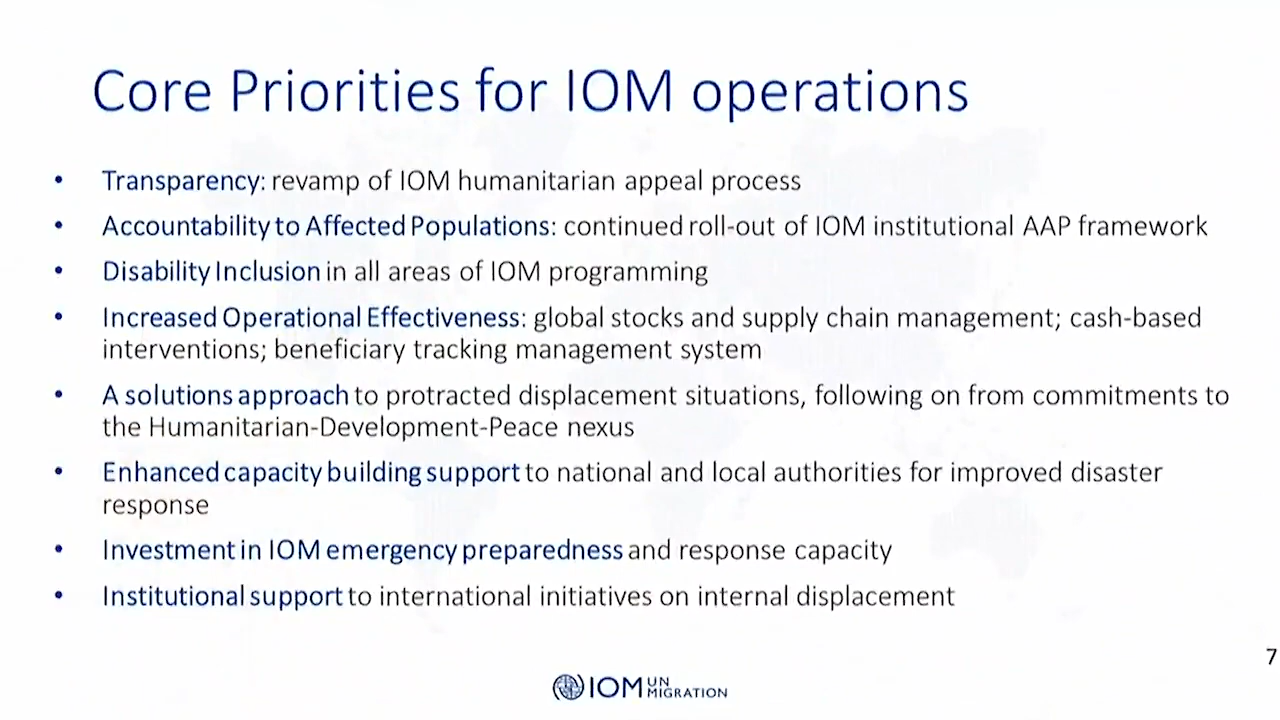 Core Priorities for IOM operations
• Transparency: revamp of IOM humanitarian appeal process
• Accountability to Affected Populations: continued roll-out of IOM institutional AAP framework
• Disability Inclusion in all areas of IOM programming
• Increased Operational Effectiveness: global stocks and supply chain management; cash-based
interventions; beneficiary tracking management system
• A solutions approach to protracted displacement situations, following on from commitments to
the Humanitarian-Development-Peace nexus
• Enhanced capacity building support to national and local authorities for improved disaster
response
• Investment in IOM emergency preparedness and response capacity
• Institutional support to international initiatives on internal displacement
7
IOM UN
MIGRATION